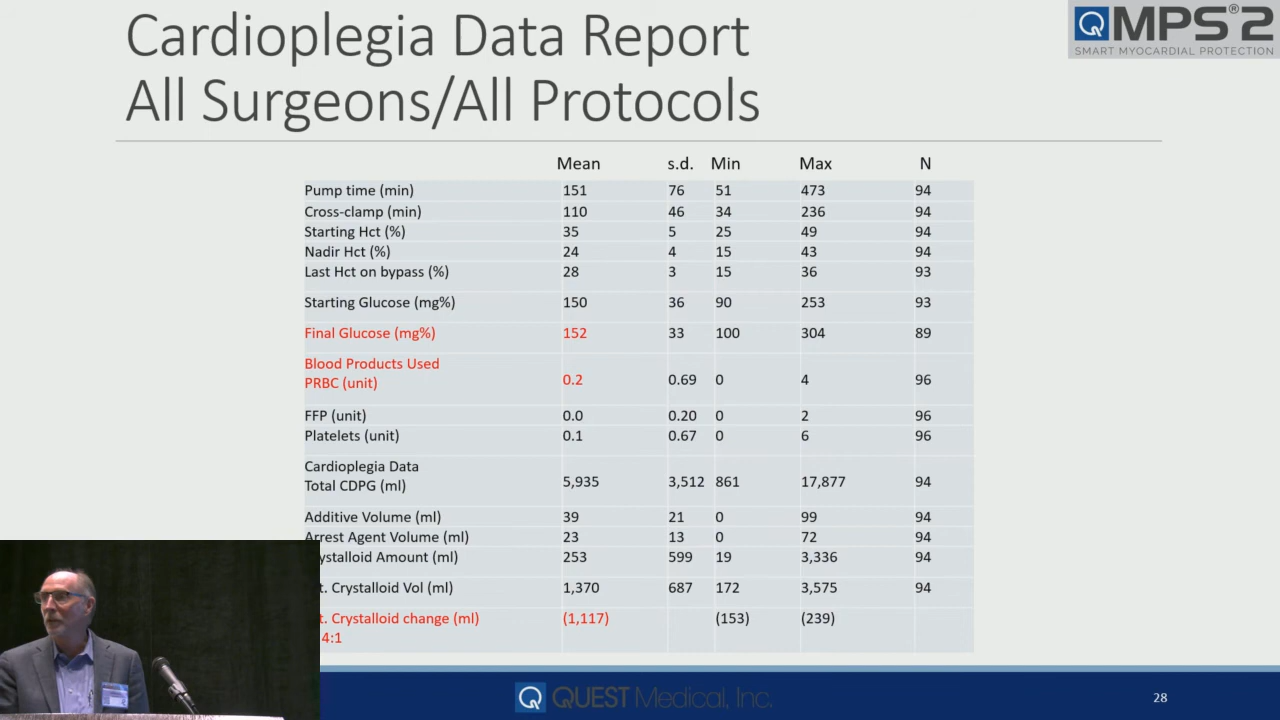 Cardioplegia Data Report
All Surgeons/All Protocols
QMPS®2
SMART MYOCARDIAL PROTECTION
Mean s.d. Min Max N
Pump time (min) 151 76 51 473 94
Cross-clamp (min) 110 46 34 236 94
Starting Hct (%) 35 5 25 49 94
Nadir Hct (%) 24 4 15 43 94
Last Hct on bypass (%) 28 3 15 36 93
Starting Glucose (mg%) 150 36 90 253 93
Final Glucose (mg%) 152 33 100 304 89
Blood Products Used
PRBC (unit) 0.2 0.69 0 4 96
FFP (unit) 0.0 0.20 0 2 96
Platelets (unit) 0.1 0.67 0 6 96
Cardioplegia Data
Total CDPG (ml) 5,935 3,512 861 17,877 94
Additive Volume (ml) 39 21 0 99 94
Arrest Agent Volume (ml) 23 13 0 72 94
ystalloid Amount (ml) 253 599 19 3,336 94
t. Crystalloid Vol (ml) 1,370 687 172 3,575 94
t. Crystalloid change (ml) (1,117) (153) (239)
4:1
Q QUEST Medical, Inc.
28